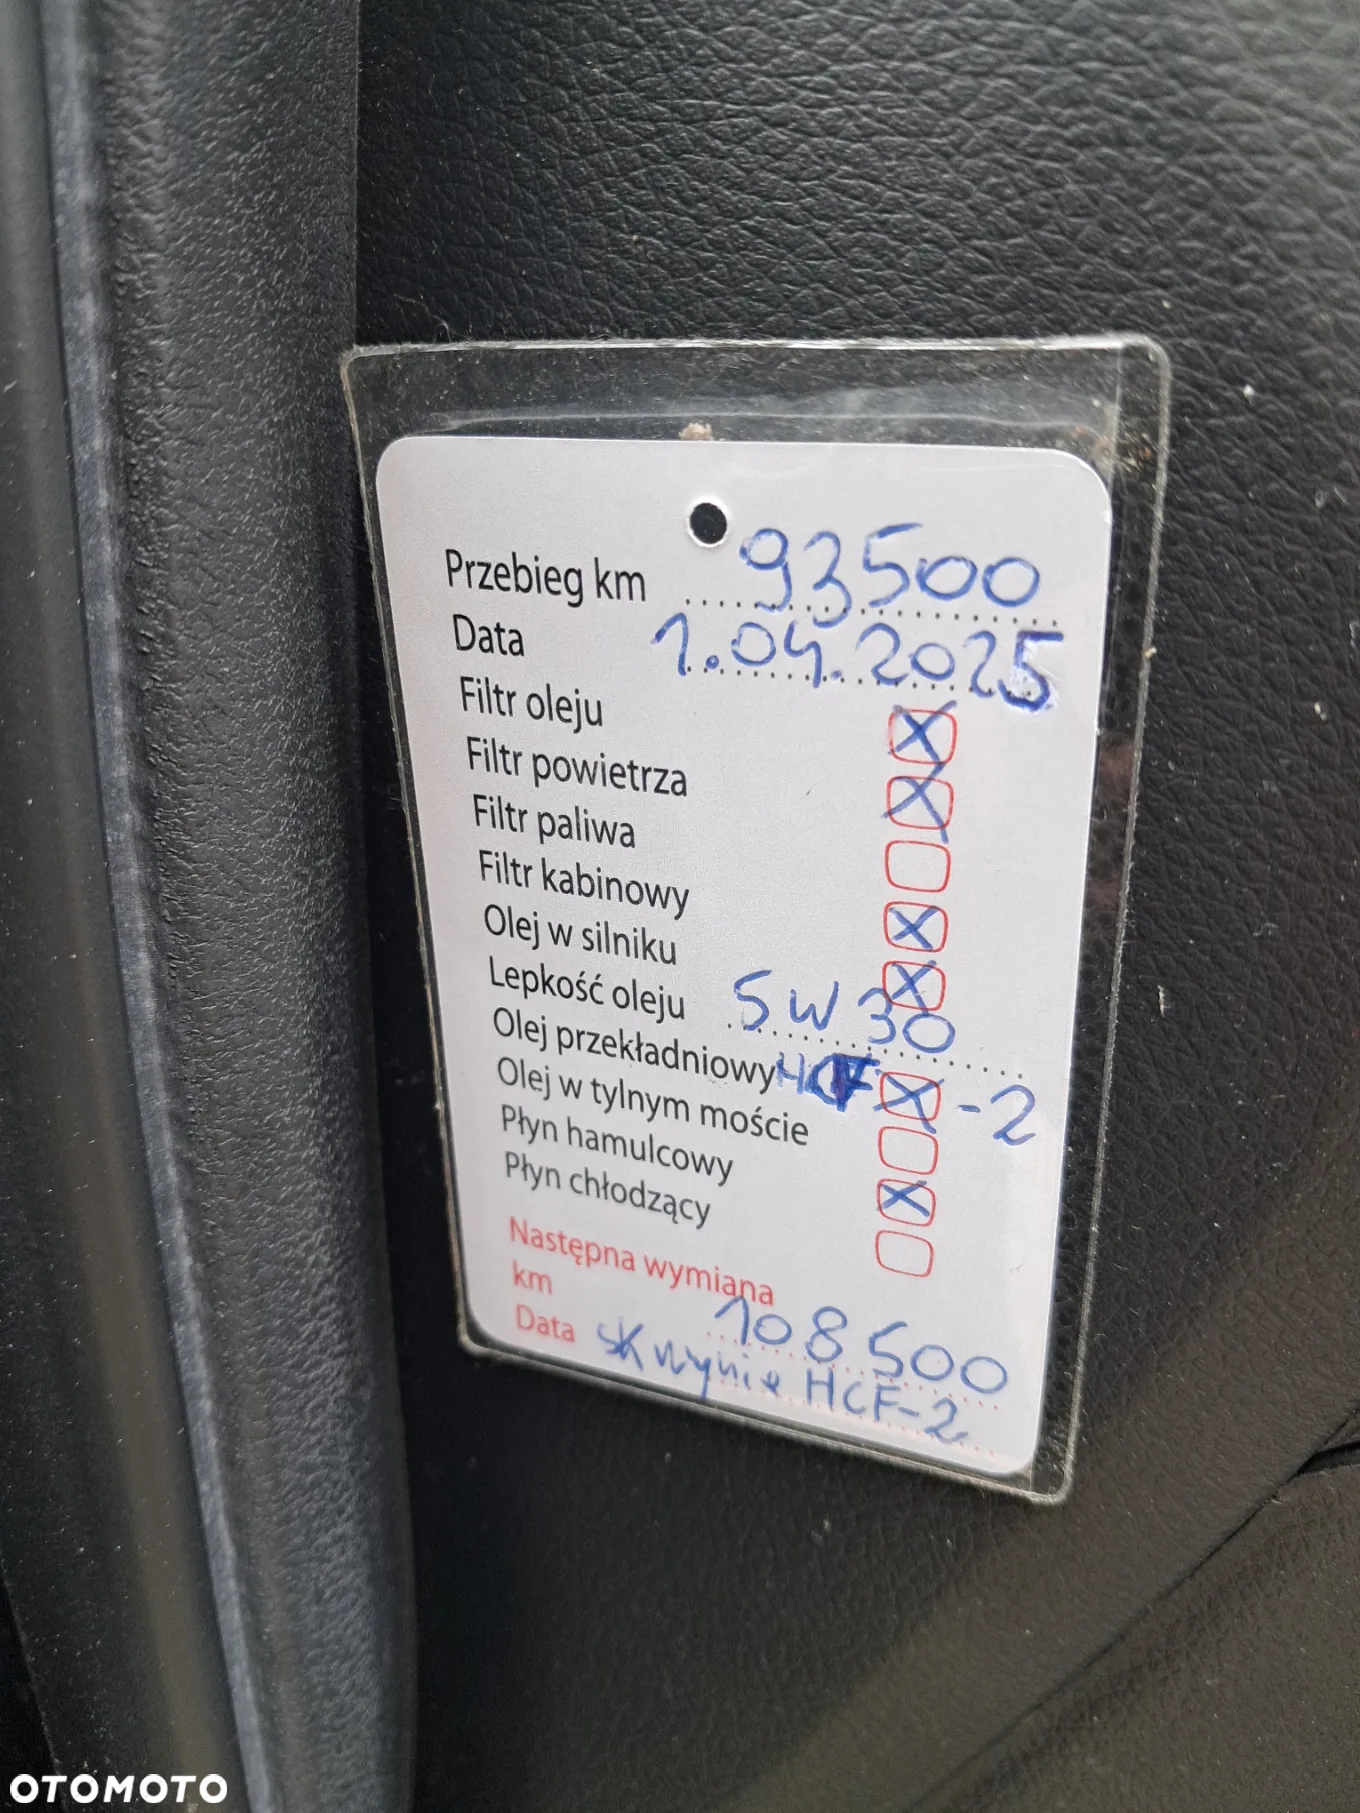 Przebieg km 93500
Data 1.04.2025
Filtr oleju X
Filtr powietrza X
Filtr paliwa
Filtr kabinowy X
Olej w silniku X
Lepkość oleju 5W30
Olej przekładniowy HCF X -2
Olej w tylnym moście
Płyn hamulcowy X
Płyn chłodzący
Następna wymiana
km 108500
Data skrzynie HCF-2
OTOMOTO